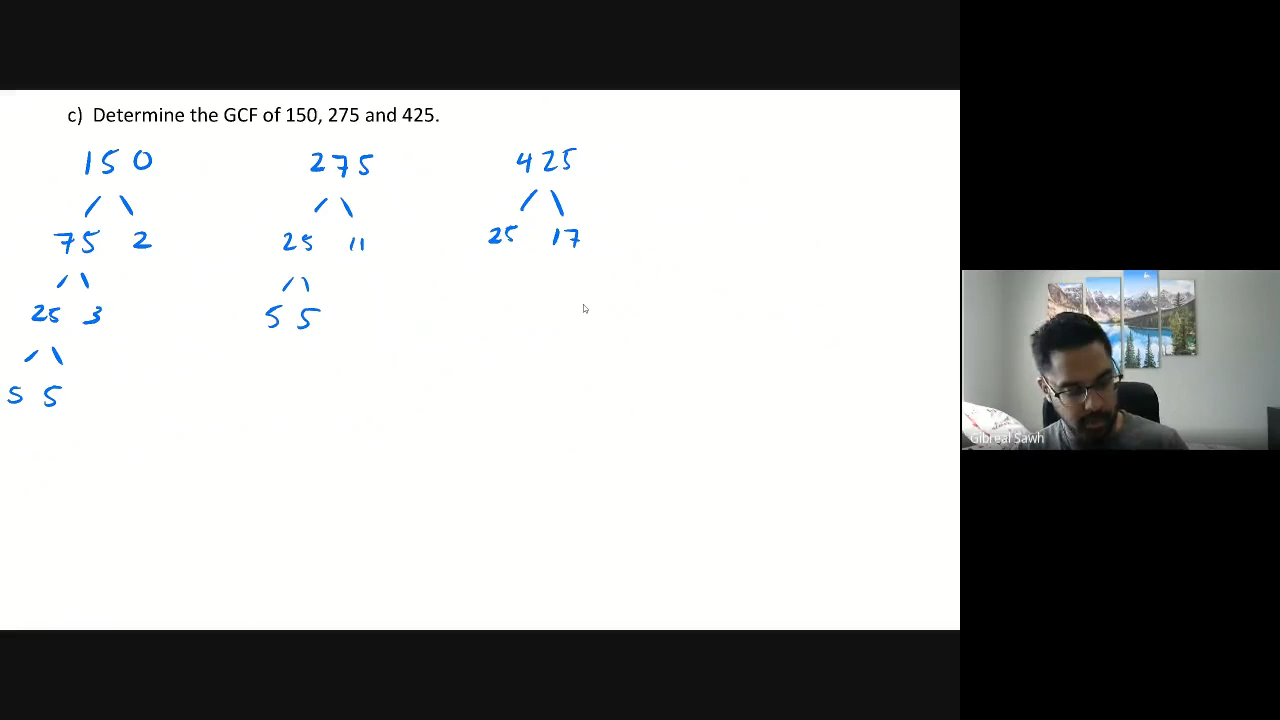 c) Determine the GCF of 150, 275 and 425.
150 275 425
75 2 25 11 25 17
25 3 5 5
5 5
Gibreal Sawh